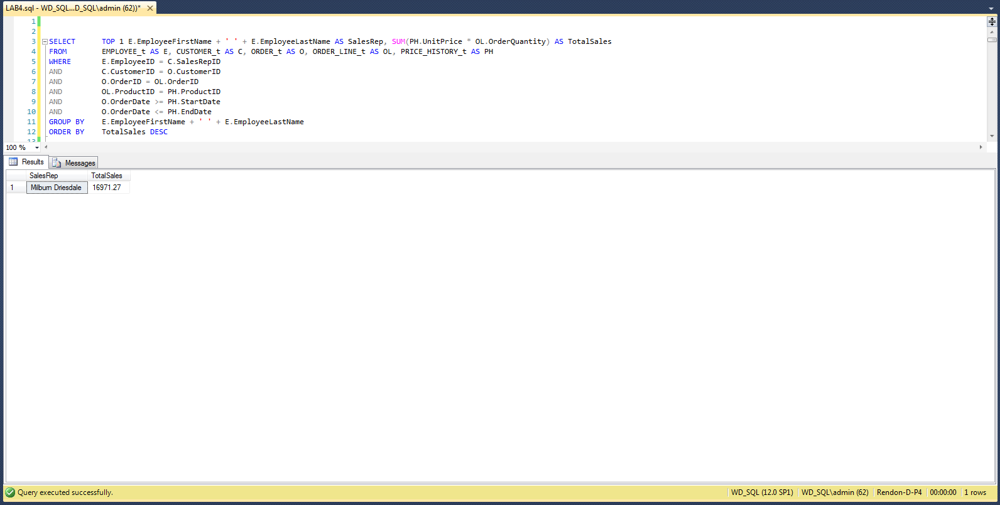 LAB4.sql - WD_SQL...D_SQL\admin (62))*
1
2
3 SELECT TOP 1 E.EmployeeFirstName + ' ' + E.EmployeeLastName AS SalesRep, SUM(PH.UnitPrice * OL.OrderQuantity) AS TotalSales
4 FROM EMPLOYEE_t AS E, CUSTOMER_t AS C, ORDER_t AS O, ORDER_LINE_t AS OL, PRICE_HISTORY_t AS PH
5 WHERE E.EmployeeID = C.SalesRepID
6 AND C.CustomerID = O.CustomerID
7 AND O.OrderID = OL.OrderID
8 AND OL.ProductID = PH.ProductID
9 AND O.OrderDate >= PH.StartDate
10 AND O.OrderDate <= PH.EndDate
11 GROUP BY E.EmployeeFirstName + ' ' + E.EmployeeLastName
12 ORDER BY TotalSales DESC
13
100 %
Results Messages
SalesRep TotalSales
1 Milburn Driesdale 16971.27
Query executed successfully. WD_SQL (12.0 SP1) WD_SQL\admin (62) Rendon-D-P4 00:00:00 1 rows